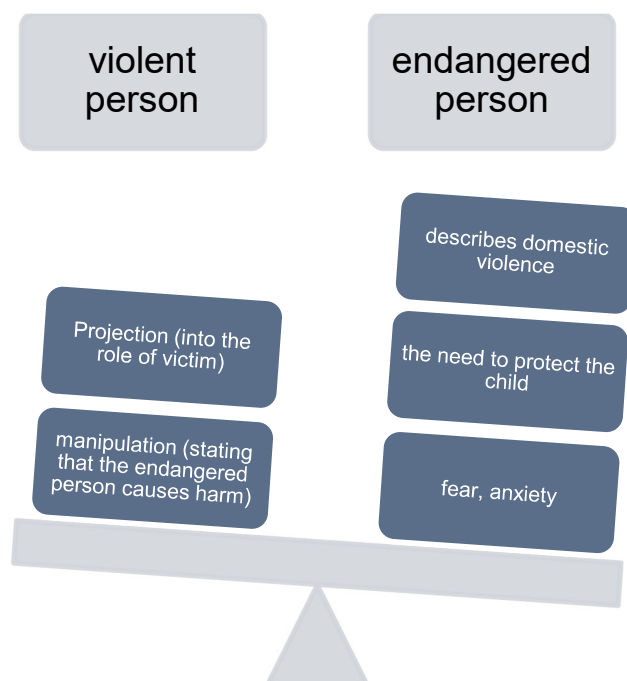 violent
person
endangered
person
Projection (into the
role of victim)
manipulation (stating
that the endangered
person causes harm)
describes domestic
violence
the need to protect the
child
fear, anxiety